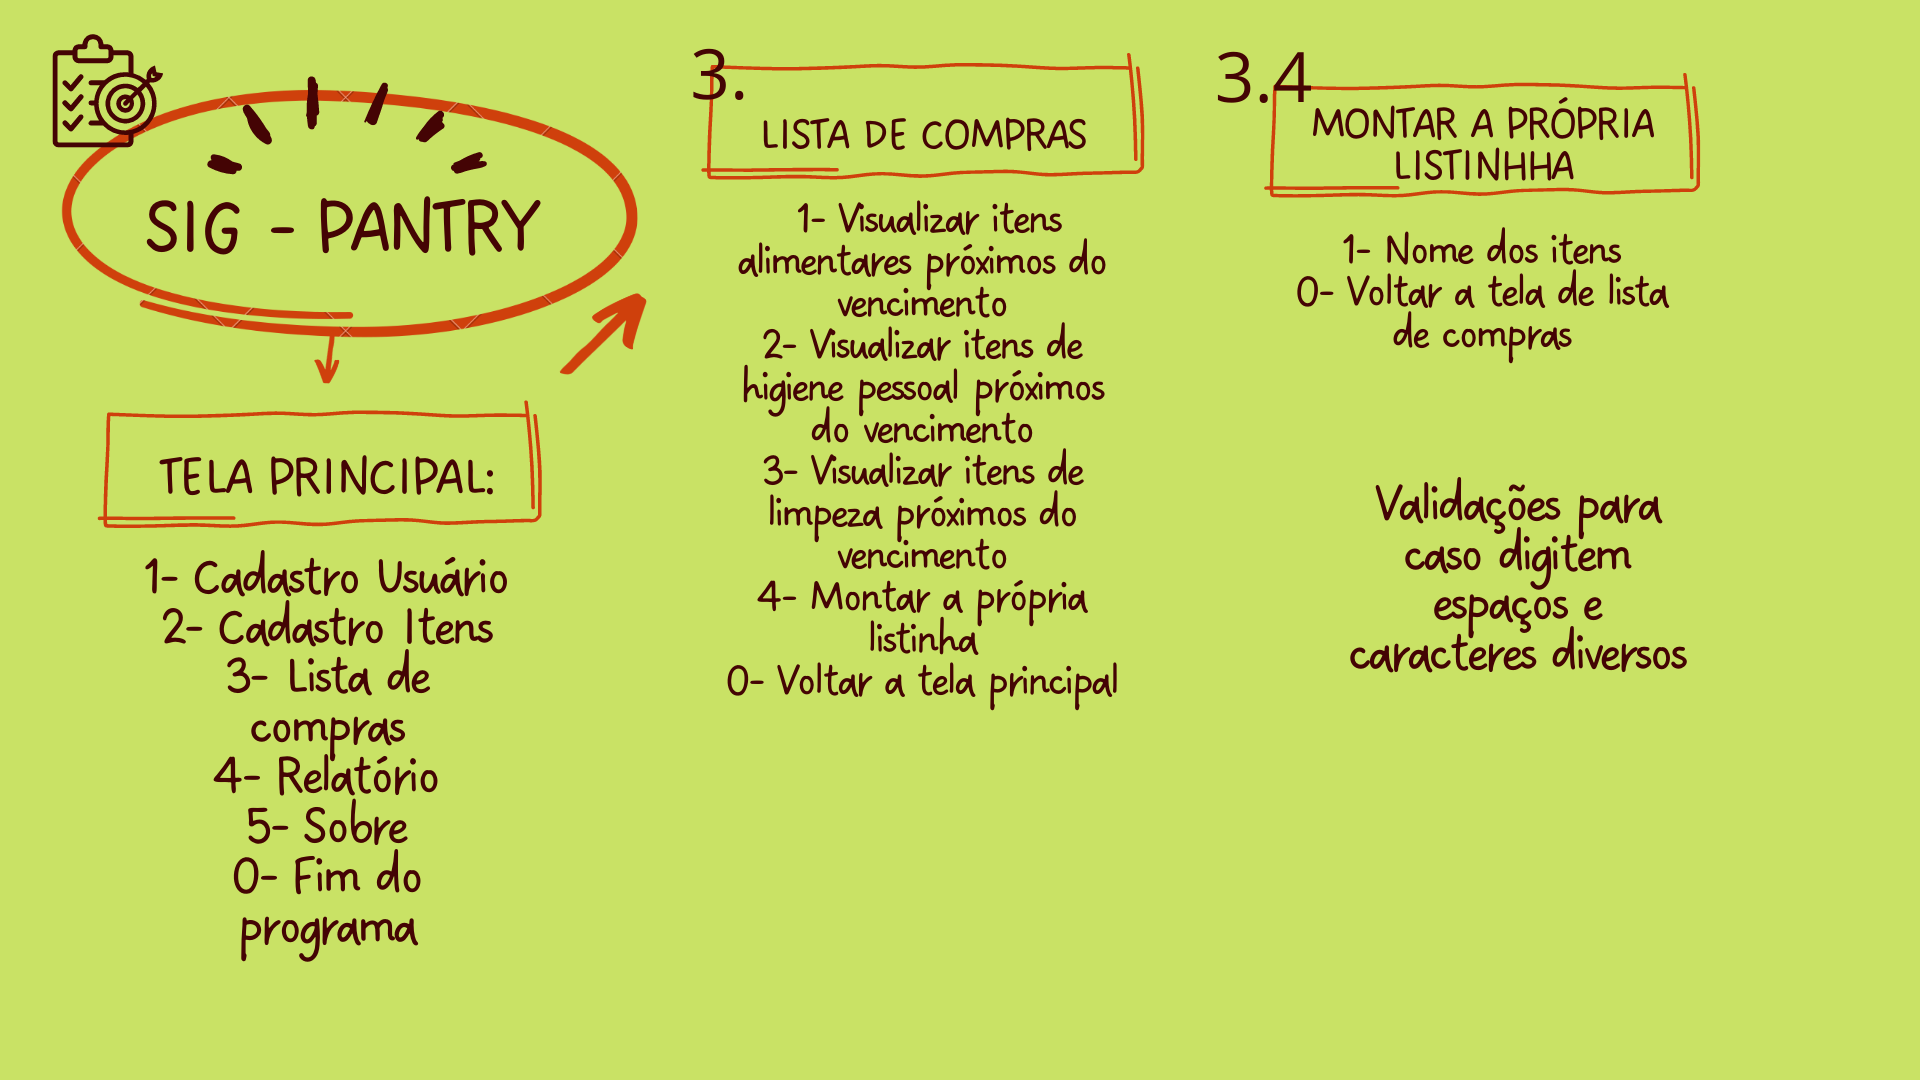 SIG - PANTRY
TELA PRINCIPAL:
1- Cadastro Usuário
2- Cadastro Itens
3- Lista de
compras
4- Relatório
5- Sobre
0- Fim do
programa
3.
LISTA DE COMPRAS
1- Visualizar itens
alimentares próximos do
vencimento
2- Visualizar itens de
higiene pessoal próximos
do vencimento
3- Visualizar itens de
limpeza próximos do
vencimento
4- Montar a própria
listinha
0- Voltar a tela principal
3.4
MONTAR A PRÓPRIA
LISTINHHA
1- Nome dos itens
0- Voltar a tela de lista
de compras
Validações para
caso digitem
espaços e
caracteres diversos